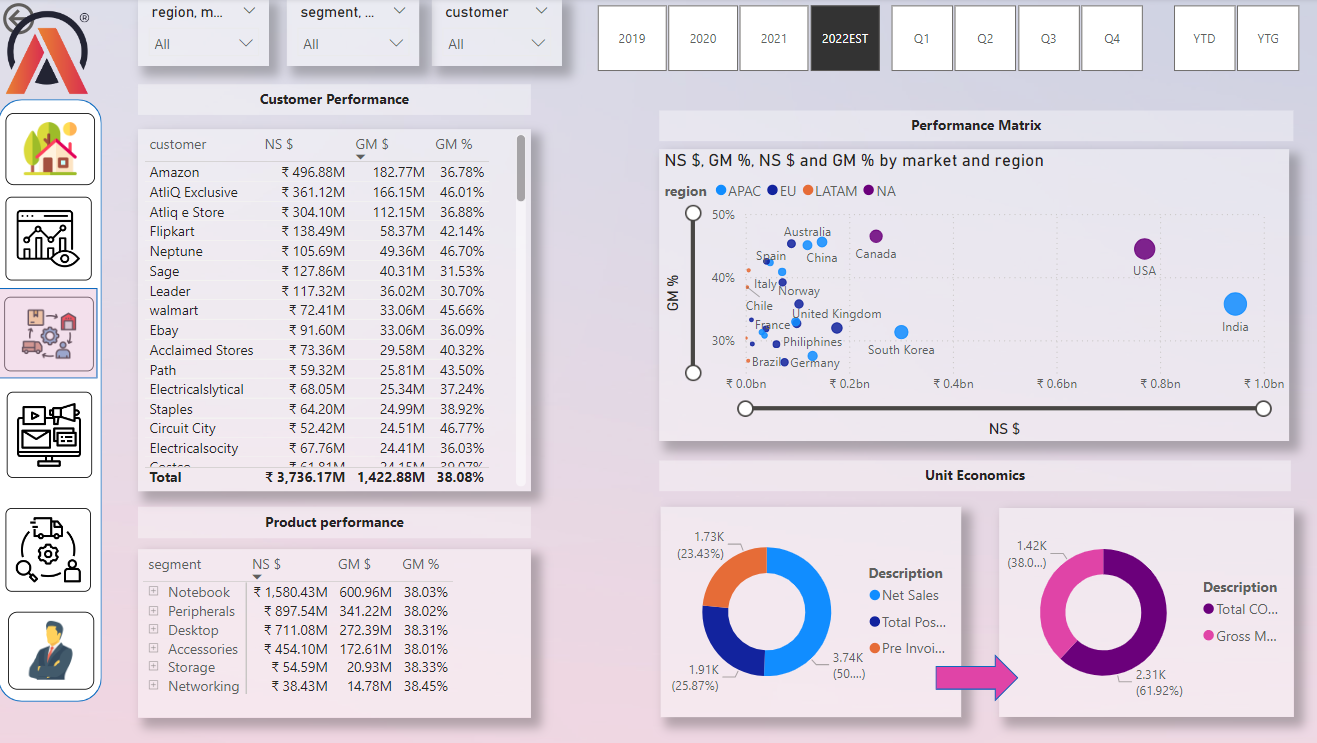 ®
region, m...
All
segment, ...
All
customer
All
2019
2020
2021
2022EST
Q1
Q2
Q3
Q4
YTD
YTG
Customer Performance
customer NS $ GM $ GM %
Amazon ₹ 496.88M 182.77M 36.78%
AtliQ Exclusive ₹ 361.12M 166.15M 46.01%
Atliq e Store ₹ 304.10M 112.15M 36.88%
Flipkart ₹ 138.49M 58.37M 42.14%
Neptune ₹ 105.69M 49.36M 46.70%
Sage ₹ 127.86M 40.31M 31.53%
Leader ₹ 117.32M 36.02M 30.70%
walmart ₹ 72.41M 33.06M 45.66%
Ebay ₹ 91.60M 33.06M 36.09%
Acclaimed Stores ₹ 73.36M 29.58M 40.32%
Path ₹ 59.32M 25.81M 43.50%
Electricalslytical ₹ 68.05M 25.34M 37.24%
Staples ₹ 64.20M 24.99M 38.92%
Circuit City ₹ 52.42M 24.51M 46.77%
Electricalsocity ₹ 67.76M 24.41M 36.03%
Costco ₹ 61.81M 24.15M 39.07%
Total ₹ 3,736.17M 1,422.88M 38.08%
Product performance
segment NS $ GM $ GM %
Notebook ₹ 1,580.43M 600.96M 38.03%
Peripherals ₹ 897.54M 341.22M 38.02%
Desktop ₹ 711.08M 272.39M 38.31%
Accessories ₹ 454.10M 172.61M 38.01%
Storage ₹ 54.59M 20.93M 38.33%
Networking ₹ 38.43M 14.78M 38.45%
Performance Matrix
NS $, GM %, NS $ and GM % by market and region
region APAC EU LATAM NA
GM %
50%
40%
30%
Australia
Spain
China
Canada
USA
Italy
Norway
Chile
United Kingdom
India
France
Philiphines
South Korea
Brazil
Germany
₹ 0.0bn ₹ 0.2bn ₹ 0.4bn ₹ 0.6bn ₹ 0.8bn ₹ 1.0bn
NS $
Unit Economics
1.73K
(23.43%)
1.91K
(25.87%)
3.74K
(50....)
Description
Net Sales
Total Pos...
Pre Invoi...
1.42K
(38.0...)
2.31K
(61.92%)
Description
Total CO...
Gross M...